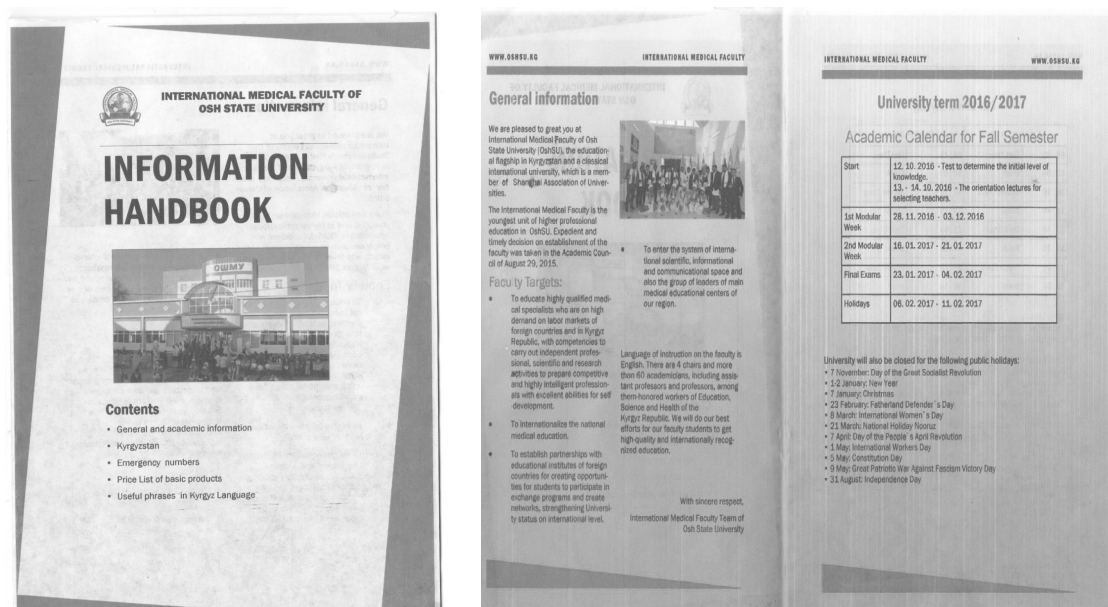 INTERNATIONAL MEDICAL FACULTY OF
OSH STATE UNIVERSITY
INFORMATION
HANDBOOK
ОШМУ
Contents
• General and academic information
• Kyrgyzstan
• Emergency numbers
• Price List of basic products
• Useful phrases in Kyrgyz Language
WWW.OSHSU.KG INTERNATIONAL MEDICAL FACULTY
General information
We are pleased to great you at
International Medical Faculty of Osh
State University (OshSU), the education-
al flagship in Kyrgyzstan and a classical
international university, which is a mem-
ber of Shanghai Association of Univer-
sities.
The International Medical Faculty is the
youngest unit of higher professional
education in OshSU. Expedient and
timely decision on establishment of the
faculty was taken in the Academic Coun-
cil of August 29, 2015.
Faculty Targets:
• To educate highly qualified medi-
cal specialists who are on high
demand on labor markets of
foreign countries and in Kyrgyz
Republic, with competencies to
carry out independent profes-
sional, scientific and research
activities to prepare competitive
and highly intelligent profession-
als with excellent abilities for self
development.
• To internationalize the national
medical education.
• To establish partnerships with
educational institutes of foreign
countries for creating opportuni-
ties for students to participate in
exchange programs and create
networks, strengthening Universi-
ty status on international level.
• To enter the system of interna-
tional scientific, informational
and communicational space and
also the group of leaders of main
medical educational centers of
our region.
Language of instruction on the faculty is
English. There are 4 chairs and more
than 60 academicians, including assis-
tant professors and professors, among
them-honored workers of Education,
Science and Health of the
Kyrgyz Republic. We will do our best
efforts for our faculty students to get
high-quality and internationally recog-
nized education.
With sincere respect,
International Medical Faculty Team of
Osh State University
INTERNATIONAL MEDICAL FACULTY WWW.OSHSU.KG
University term 2016/2017
Academic Calendar for Fall Semester
Start 12. 10. 2016 - Test to determine the initial level of
knowledge.
13. - 14. 10. 2016 - The orientation lectures for
selecting teachers.
1st Modular 28. 11. 2016 - 03. 12. 2016
Week
2nd Modular 16. 01. 2017 - 21. 01. 2017
Week
Final Exams 23. 01. 2017 - 04. 02. 2017
Holidays 06. 02. 2017 - 11. 02. 2017
University will also be closed for the following public holidays:
• 7 November: Day of the Great Socialist Revolution
• 1-2 January: New Year
• 7 January: Christmas
• 23 February: Fatherland Defender`s Day
• 8 March: International Women`s Day
• 21 March: National Holiday Nooruz
• 7 April: Day of the People`s April Revolution
• 1 May: International Workers Day
• 5 May: Constitution Day
• 9 May: Great Patriotic War Against Fascism Victory Day
• 31 August: Independence Day